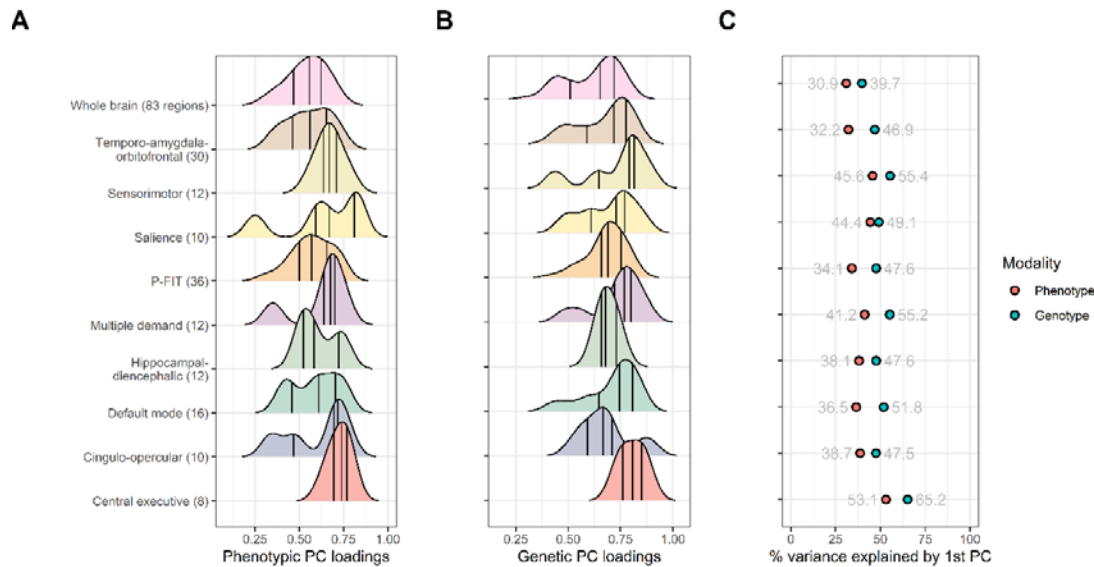 A
B
C
Whole brain (83 regions)
Temporo-amygdala-
orbitofrontal (30)
Sensorimotor (12)
Salience (10)
P-FIT (36)
Multiple demand (12)
Hippocampal-
diencephalic (12)
Default mode (16)
Cingulo-opercular (10)
Central executive (8)
0.25 0.50 0.75 1.00
Phenotypic PC loadings
0.25 0.50 0.75 1.00
Genetic PC loadings
30.9 39.7
32.2 46.9
45.6 55.4
44.4 49.1
34.1 47.6
41.2 55.2
38.1 47.6
36.5 51.8
38.7 47.5
53.1 65.2
0 25 50 75 100
% variance explained by 1st PC
Modality
Phenotype
Genotype